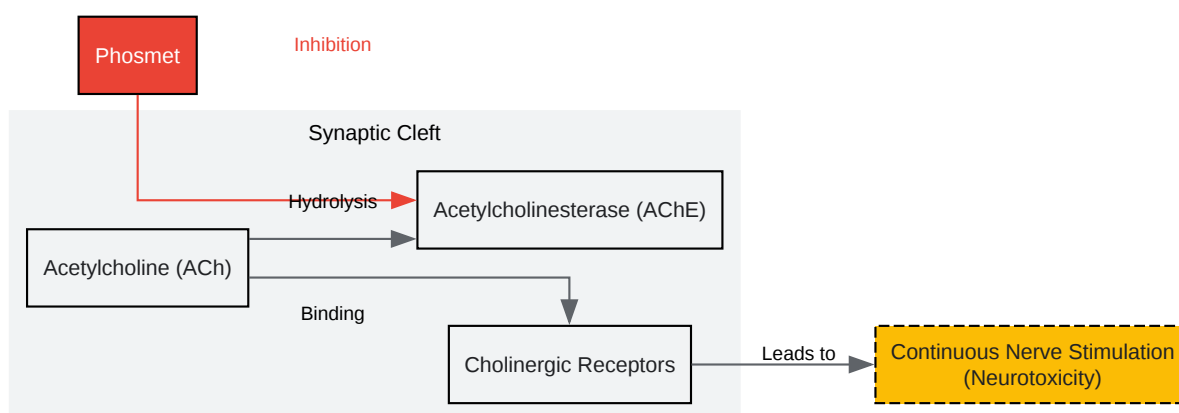 Phosmet
Inhibition
Synaptic Cleft
Hydrolysis
Acetylcholinesterase (AChE)
Acetylcholine (ACh)
Binding
Cholinergic Receptors
Leads to
Continuous Nerve Stimulation
(Neurotoxicity)